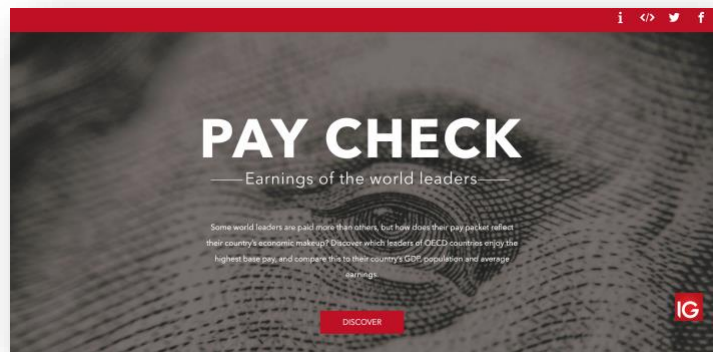 i </> f
PAY CHECK
Earnings of the world leaders
Some world leaders are paid more than others, but how does their pay packet reflect
their country's economic makeup? Discover which leaders of OECD countries enjoy the
highest base pay, and compare this to their country's GDP, population and average
earnings.
IG
DISCOVER